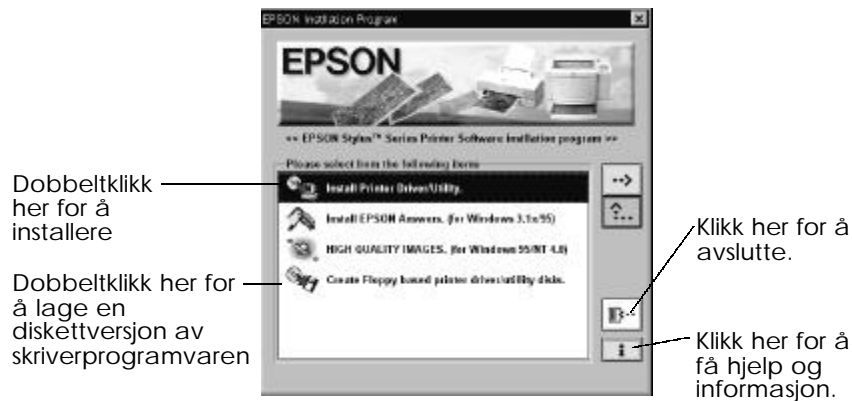 EPSON Instllation Program
EPSON
<< EPSON Stylus™ Series Printer Software instllation program >>
Please select from the following items
Install Printer Driver/Utility.
Install EPSON Answers. (for Windows 3.1x/95)
HIGH QUALITY IMAGES. (for Windows 95/NT 4.0)
Create Floppy based printer driver/utility disks.
-->
?..
i
Dobbeltklikk
her for å
installere
Dobbeltklikk her for
å lage en
diskettversjon av
skriverprogramvaren
Klikk her for å
avslutte.
Klikk her for å
få hjelp og
informasjon.